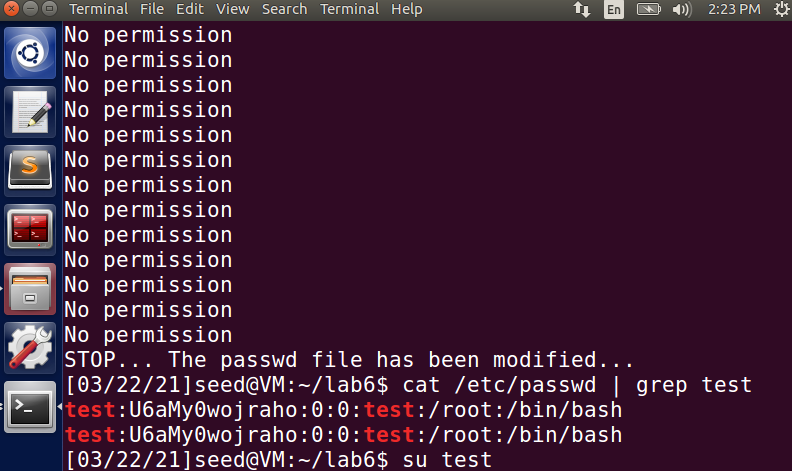 Terminal File Edit View Search Terminal Help En 2:23 PM
No permission
No permission
No permission
No permission
No permission
No permission
No permission
No permission
No permission
No permission
No permission
No permission
No permission
STOP... The passwd file has been modified...
[03/22/21]seed@VM:~/lab6$ cat /etc/passwd | grep test
test:U6aMy0wojraho:0:0:test:/root:/bin/bash
test:U6aMy0wojraho:0:0:test:/root:/bin/bash
[03/22/21]seed@VM:~/lab6$ su test